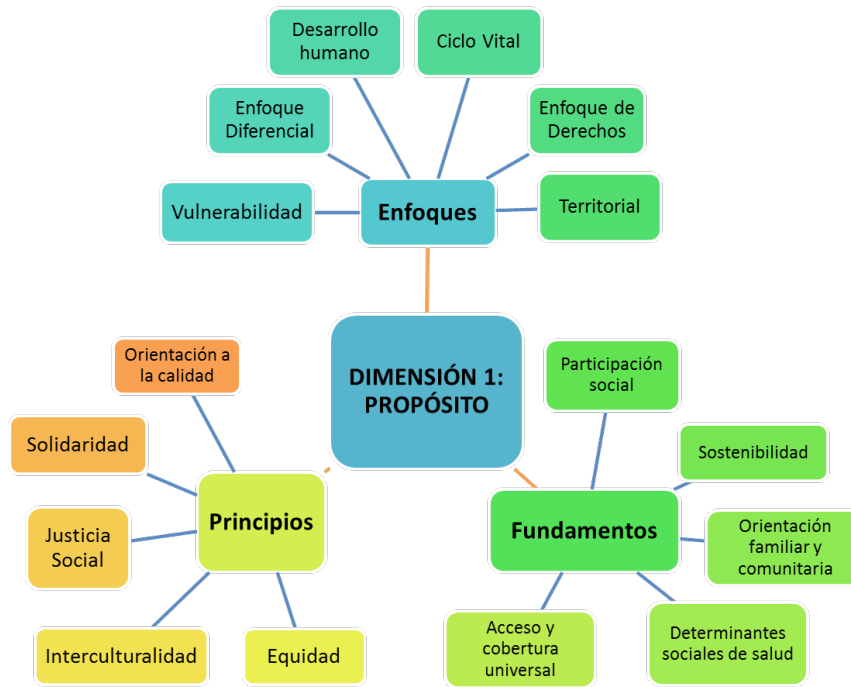 Desarrollo
humano
Ciclo Vital
Enfoque
Diferencial
Enfoque de
Derechos
Vulnerabilidad
Enfoques
Territorial
DIMENSIÓN 1:
PROPÓSITO
Orientación a
la calidad
Solidaridad
Justicia
Social
Principios
Interculturalidad
Equidad
Participación
social
Sostenibilidad
Fundamentos
Orientación
familiar y
comunitaria
Acceso y
cobertura
universal
Determinantes
sociales de salud